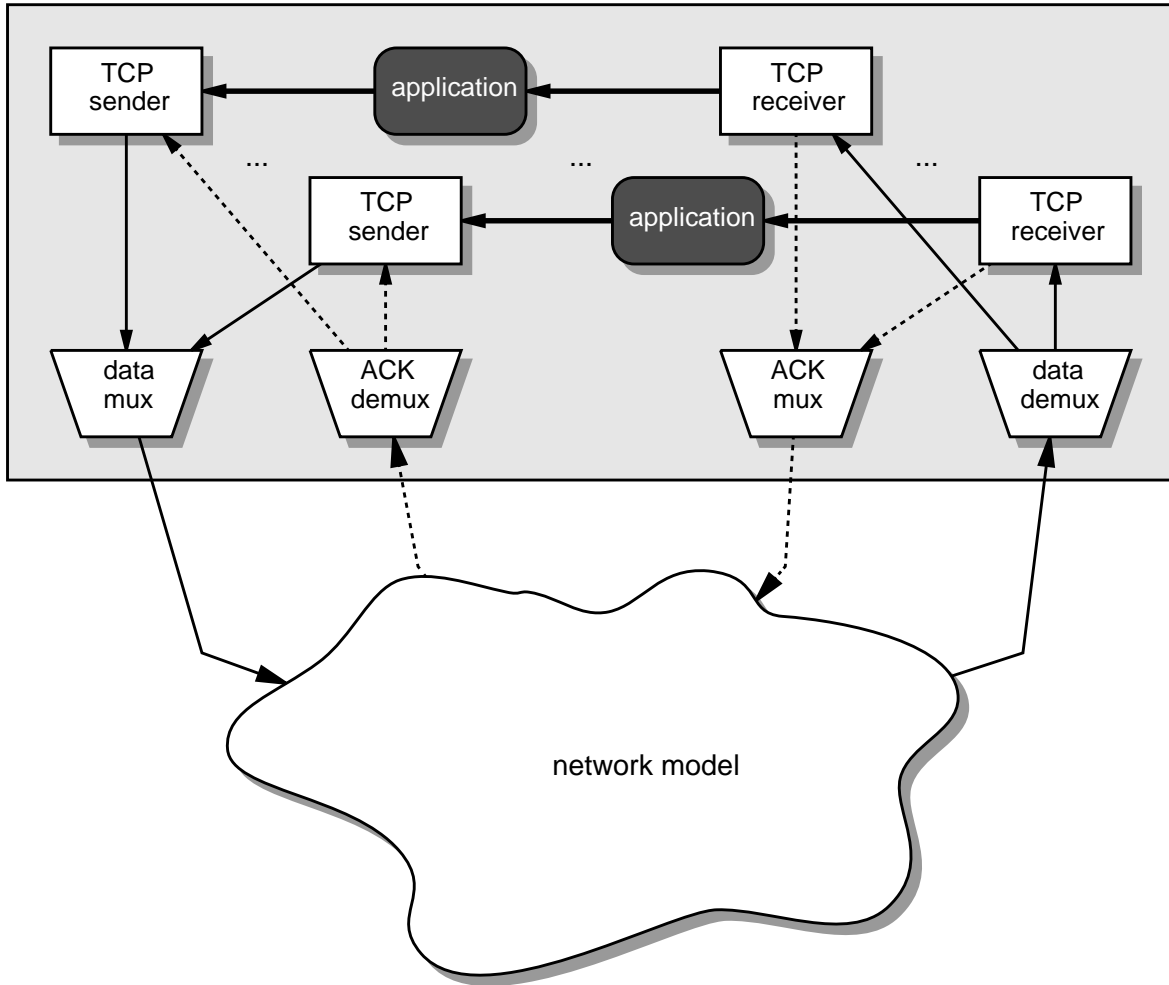 TCP
sender
application
TCP
receiver
...
...
...
TCP
sender
application
TCP
receiver
data
mux
ACK
demux
ACK
mux
data
demux
network model